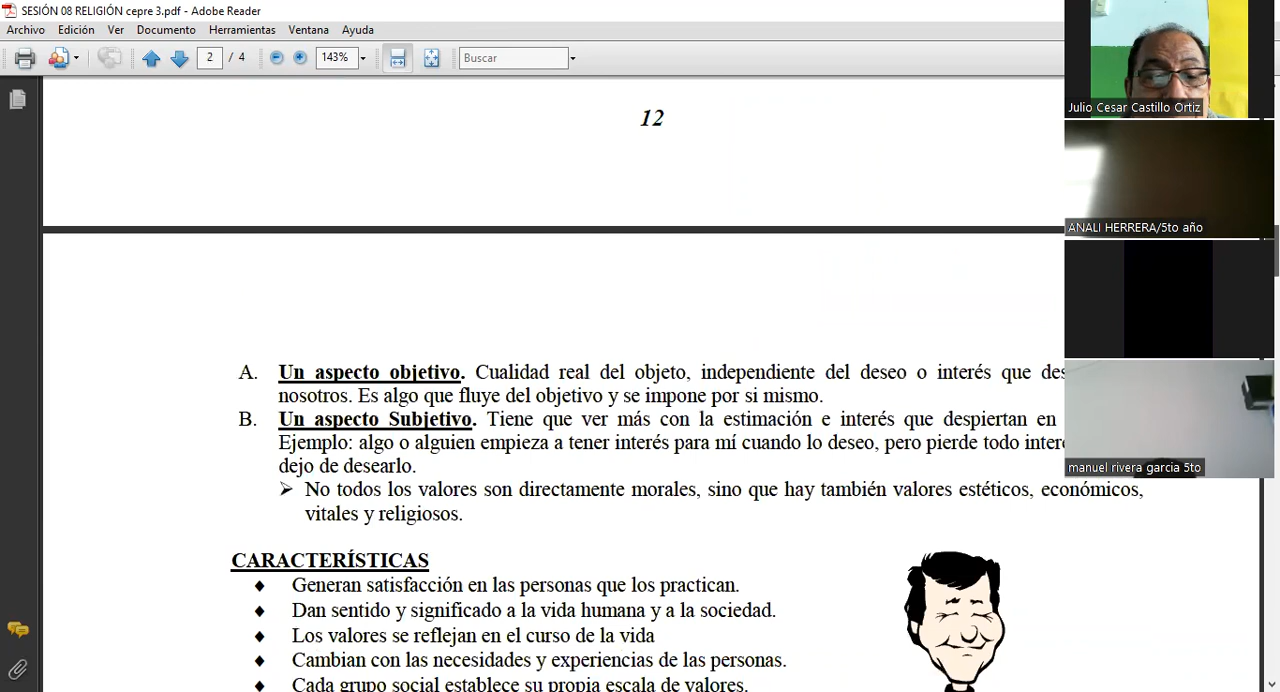 SESIÓN 08 RELIGIÓN cepre 3.pdf - Adobe Reader
Archivo Edición Ver Documento Herramientas Ventana Ayuda
2 / 4 143% Buscar
12
A. Un aspecto objetivo. Cualidad real del objeto, independiente del deseo o interés que
nosotros. Es algo que fluye del objetivo y se impone por si mismo.
B. Un aspecto Subjetivo. Tiene que ver más con la estimación e interés que despiertan en
Ejemplo: algo o alguien empieza a tener interés para mí cuando lo deseo, pero pierde todo
dejo de desearlo.
➢ No todos los valores son directamente morales, sino que hay también valores estéticos, económicos,
vitales y religiosos.
CARACTERÍSTICAS
♦ Generan satisfacción en las personas que los practican.
♦ Dan sentido y significado a la vida humana y a la sociedad.
♦ Los valores se reflejan en el curso de la vida
♦ Cambian con las necesidades y experiencias de las personas.
♦ Cada grupo social establece su propia escala de valores.
Julio Cesar Castillo Ortiz
ANALI HERRERA/5to año
manuel rivera garcia 5to